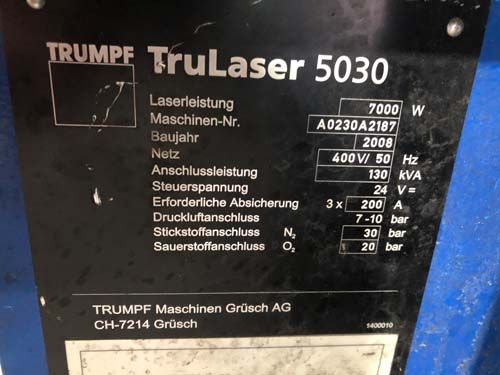 TRUMPF TruLaser 5030
Laserleistung 7000 W
Maschinen-Nr. A0230A2187
Baujahr 2008
Netz 400V/ 50 Hz
Anschlussleistung 130 kVA
Steuerspannung 24 V=
Erforderliche Absicherung 3 x 200 A
Druckluftanschluss 7-10 bar
Stickstoffanschluss N₂ 30 bar
Sauerstoffanschluss O₂ 20 bar
TRUMPF Maschinen Grüsch AG
CH-7214 Grüsch 1400010